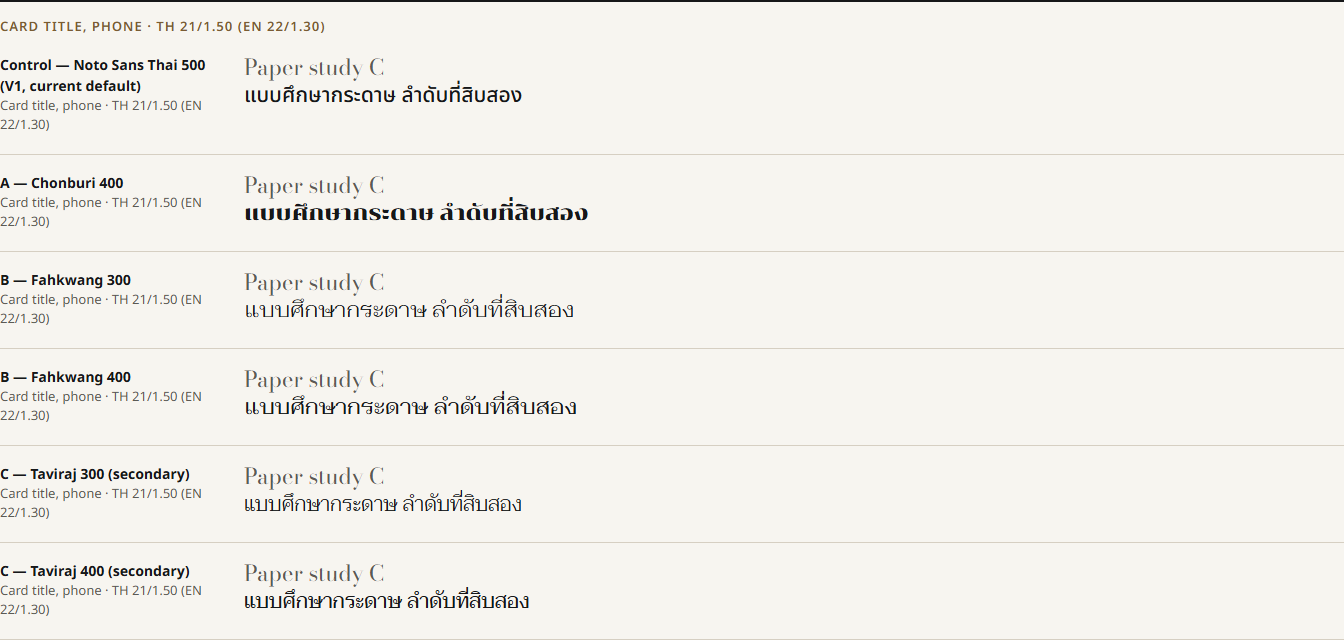 CARD TITLE, PHONE · TH 21/1.50 (EN 22/1.30)
Control — Noto Sans Thai 500
(V1, current default)
Card title, phone · TH 21/1.50 (EN
22/1.30)
Paper study C
แบบศึกษากระดาษ ลำดับที่สิบสอง
A — Chonburi 400
Card title, phone · TH 21/1.50 (EN
22/1.30)
Paper study C
แบบศึกษากระดาษ ลำดับที่สิบสอง
B — Fahkwang 300
Card title, phone · TH 21/1.50 (EN
22/1.30)
Paper study C
แบบศึกษากระดาษ ลำดับที่สิบสอง
B — Fahkwang 400
Card title, phone · TH 21/1.50 (EN
22/1.30)
Paper study C
แบบศึกษากระดาษ ลำดับที่สิบสอง
C — Taviraj 300 (secondary)
Card title, phone · TH 21/1.50 (EN
22/1.30)
Paper study C
แบบศึกษากระดาษ ลำดับที่สิบสอง
C — Taviraj 400 (secondary)
Card title, phone · TH 21/1.50 (EN
22/1.30)
Paper study C
แบบศึกษากระดาษ ลำดับที่สิบสอง